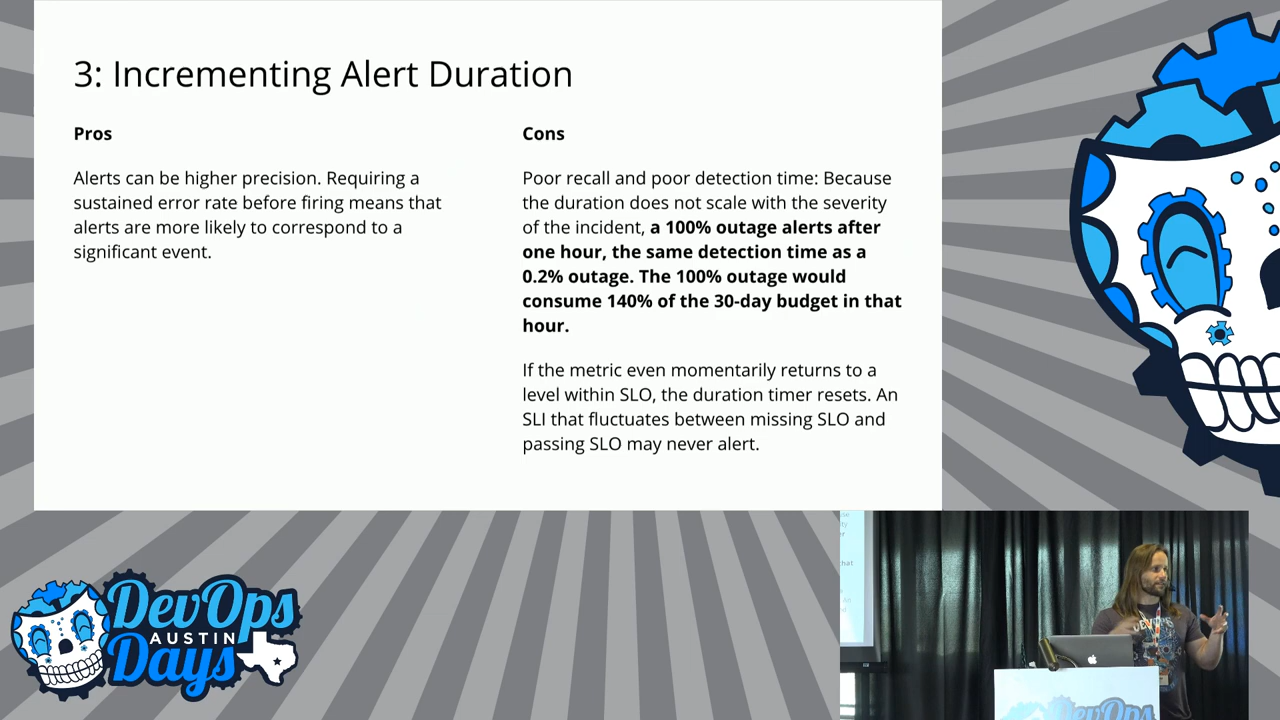 3: Incrementing Alert Duration
Pros
Alerts can be higher precision. Requiring a
sustained error rate before firing means that
alerts are more likely to correspond to a
significant event.
Cons
Poor recall and poor detection time: Because
the duration does not scale with the severity
of the incident, a 100% outage alerts after
one hour, the same detection time as a
0.2% outage. The 100% outage would
consume 140% of the 30-day budget in that
hour.
If the metric even momentarily returns to a
level within SLO, the duration timer resets. An
SLI that fluctuates between missing SLO and
passing SLO may never alert.
DevOps
AUSTIN
Days
that
DevOps